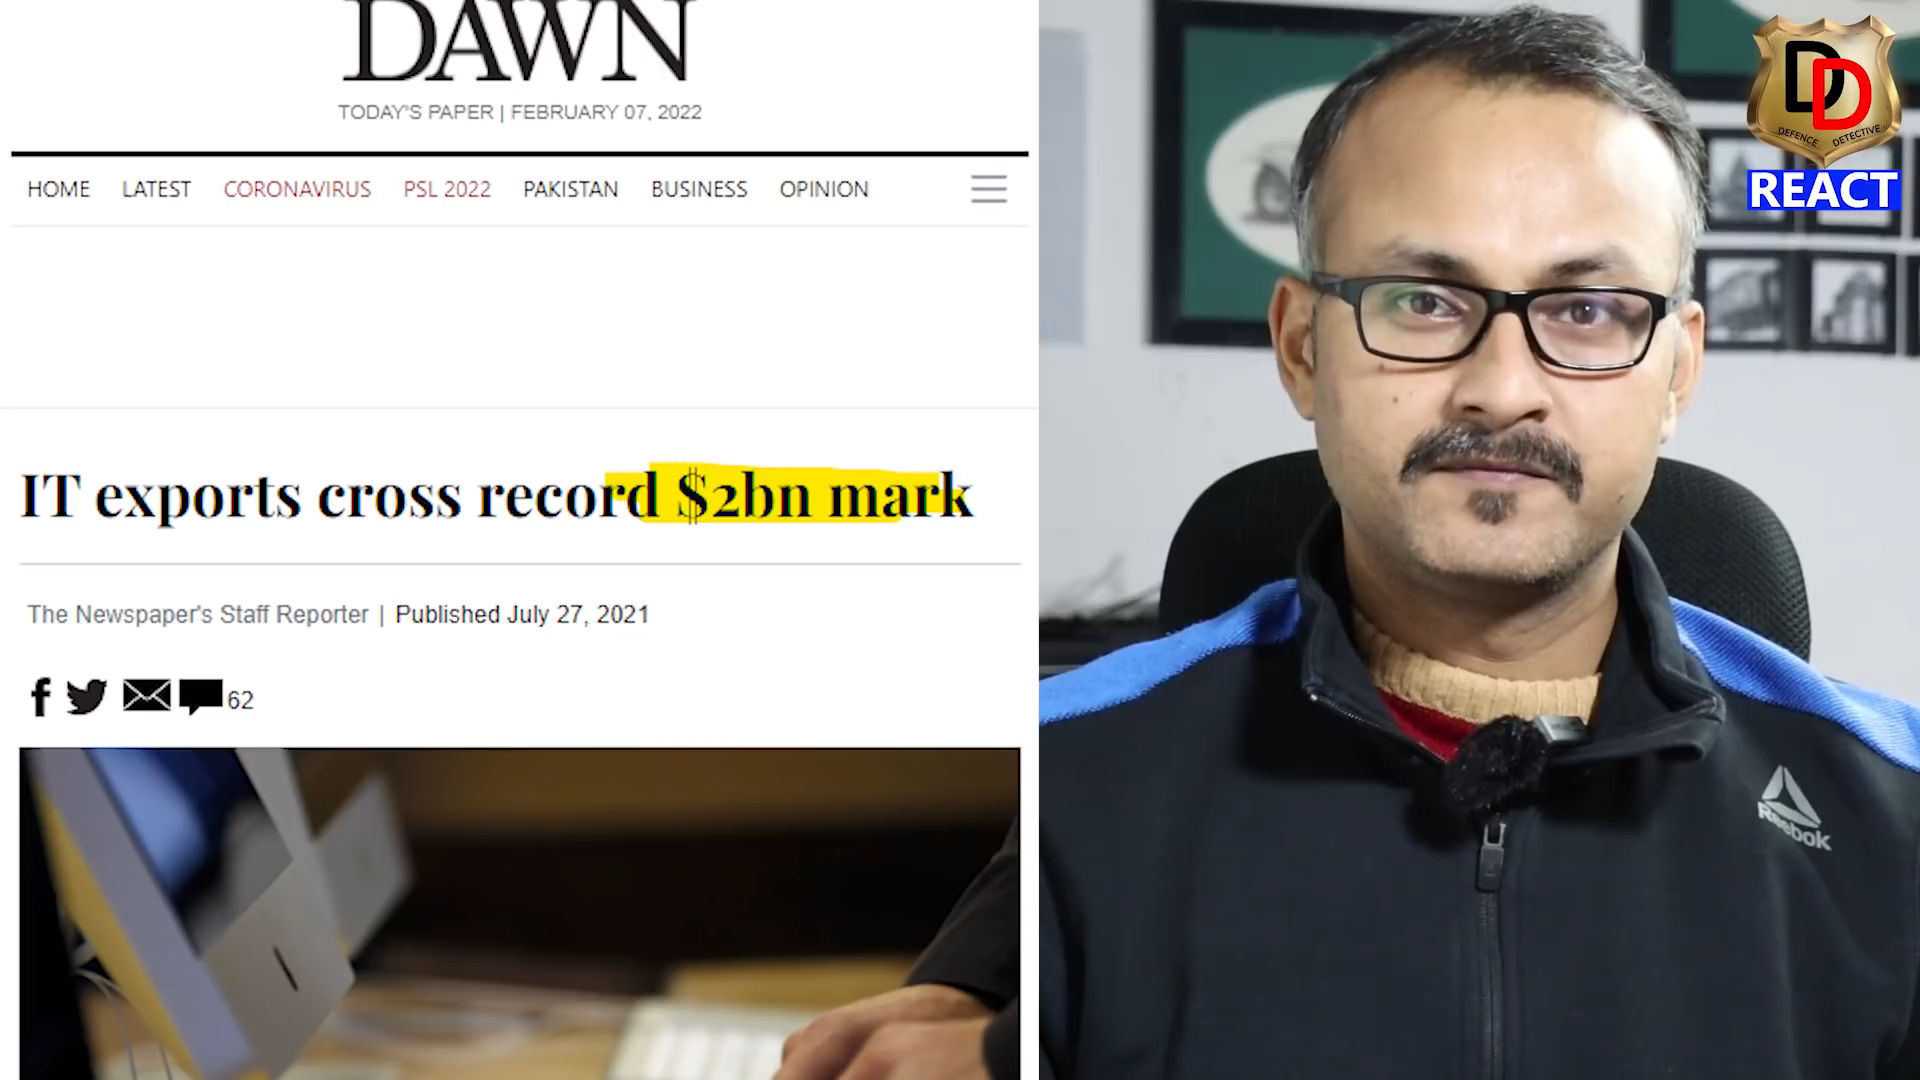 DAWN
TODAY'S PAPER | FEBRUARY 07, 2022
HOME LATEST CORONAVIRUS PSL 2022 PAKISTAN BUSINESS OPINION
IT exports cross record $2bn mark
The Newspaper's Staff Reporter | Published July 27, 2021
62
DD
DEFENCE DETECTIVE
REACT
Reebok